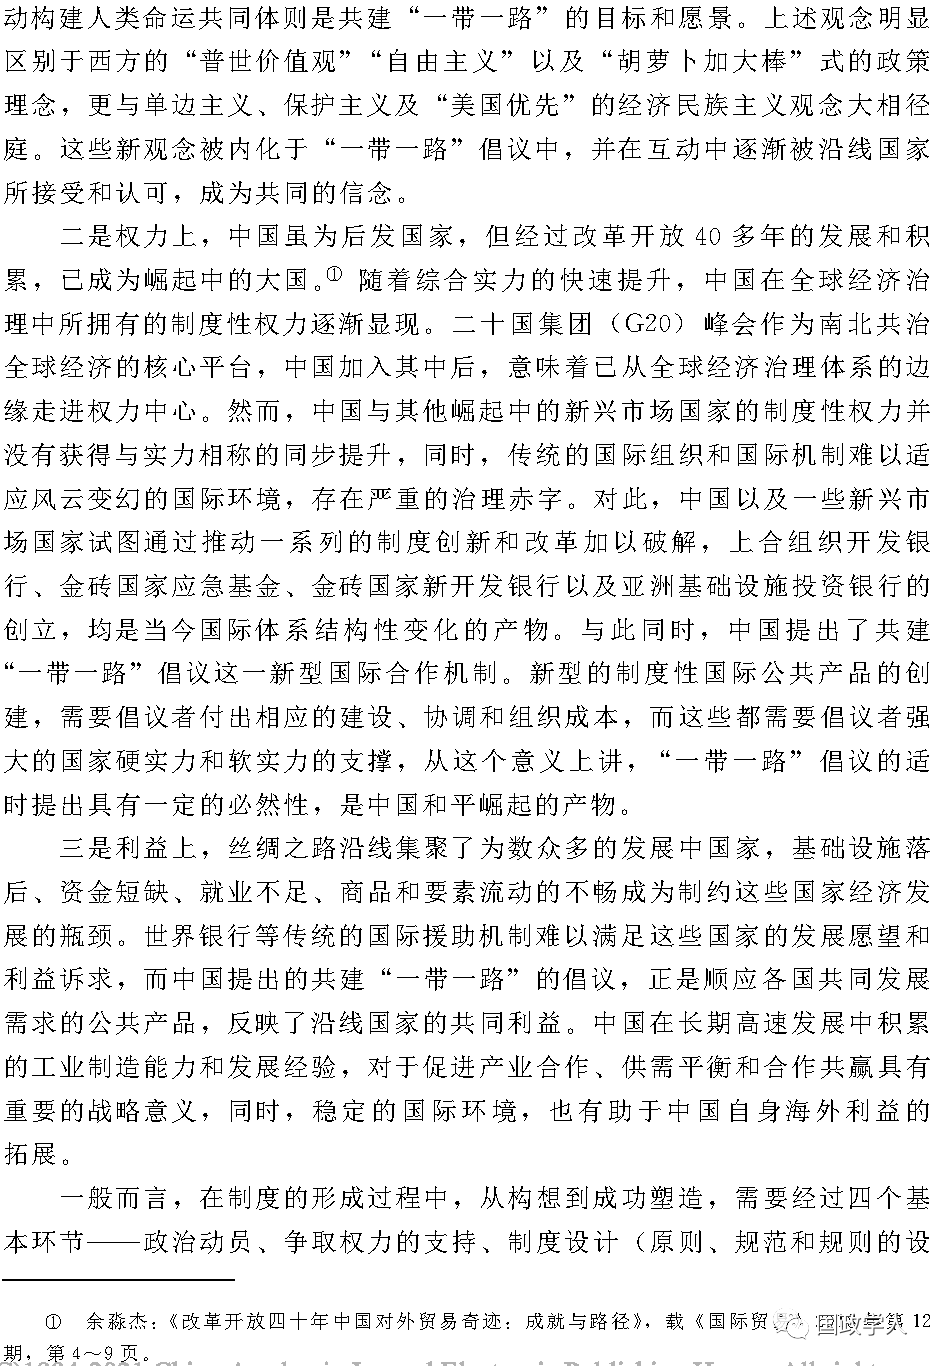 动构建人类命运共同体则是共建“一带一路”的目标和愿景。上述观念明显
区别于西方的“普世价值观”“自由主义”以及“胡萝卜加大棒”式的政策
理念，更与单边主义、保护主义及“美国优先”的经济民族主义观念大相径
庭。这些新观念被内化于“一带一路”倡议中，并在互动中逐渐被沿线国家
所接受和认可，成为共同的信念。
二是权力上，中国虽为后发国家，但经过改革开放40多年的发展和积
累，已成为崛起中的大国。① 随着综合实力的快速提升，中国在全球经济治
理中所拥有的制度性权力逐渐显现。二十国集团（G20）峰会作为南北共治
全球经济的核心平台，中国加入其中后，意味着已从全球经济治理体系的边
缘走进权力中心。然而，中国与其他崛起中的新兴市场国家的制度性权力并
没有获得与实力相称的同步提升，同时，传统的国际组织和国际机制难以适
应风云变幻的国际环境，存在严重的治理赤字。对此，中国以及一些新兴市
场国家试图通过推动一系列的制度创新和改革加以破解，上合组织开发银
行、金砖国家应急基金、金砖国家新开发银行以及亚洲基础设施投资银行的
创立，均是当今国际体系结构性变化的产物。与此同时，中国提出了共建
“一带一路”倡议这一新型国际合作机制。新型的制度性国际公共产品的创
建，需要倡议者付出相应的建设、协调和组织成本，而这些都需要倡议者强
大的国家硬实力和软实力的支撑，从这个意义上讲，“一带一路”倡议的适
时提出具有一定的必然性，是中国和平崛起的产物。
三是利益上，丝绸之路沿线集聚了为数众多的发展中国家，基础设施落
后、资金短缺、就业不足、商品和要素流动的不畅成为制约这些国家经济发
展的瓶颈。世界银行等传统的国际援助机制难以满足这些国家的发展愿望和
利益诉求，而中国提出的共建“一带一路”的倡议，正是顺应各国共同发展
需求的公共产品，反映了沿线国家的共同利益。中国在长期高速发展中积累
的工业制造能力和发展经验，对于促进产业合作、供需平衡和合作共赢具有
重要的战略意义，同时，稳定的国际环境，也有助于中国自身海外利益的
拓展。
一般而言，在制度的形成过程中，从构想到成功塑造，需要经过四个基
本环节——政治动员、争取权力的支持、制度设计（原则、规范和规则的设
① 余淼杰：《改革开放四十年中国对外贸易奇迹：成就与路径》，载《国际贸 第 12
期，第4～9页。
国政学人